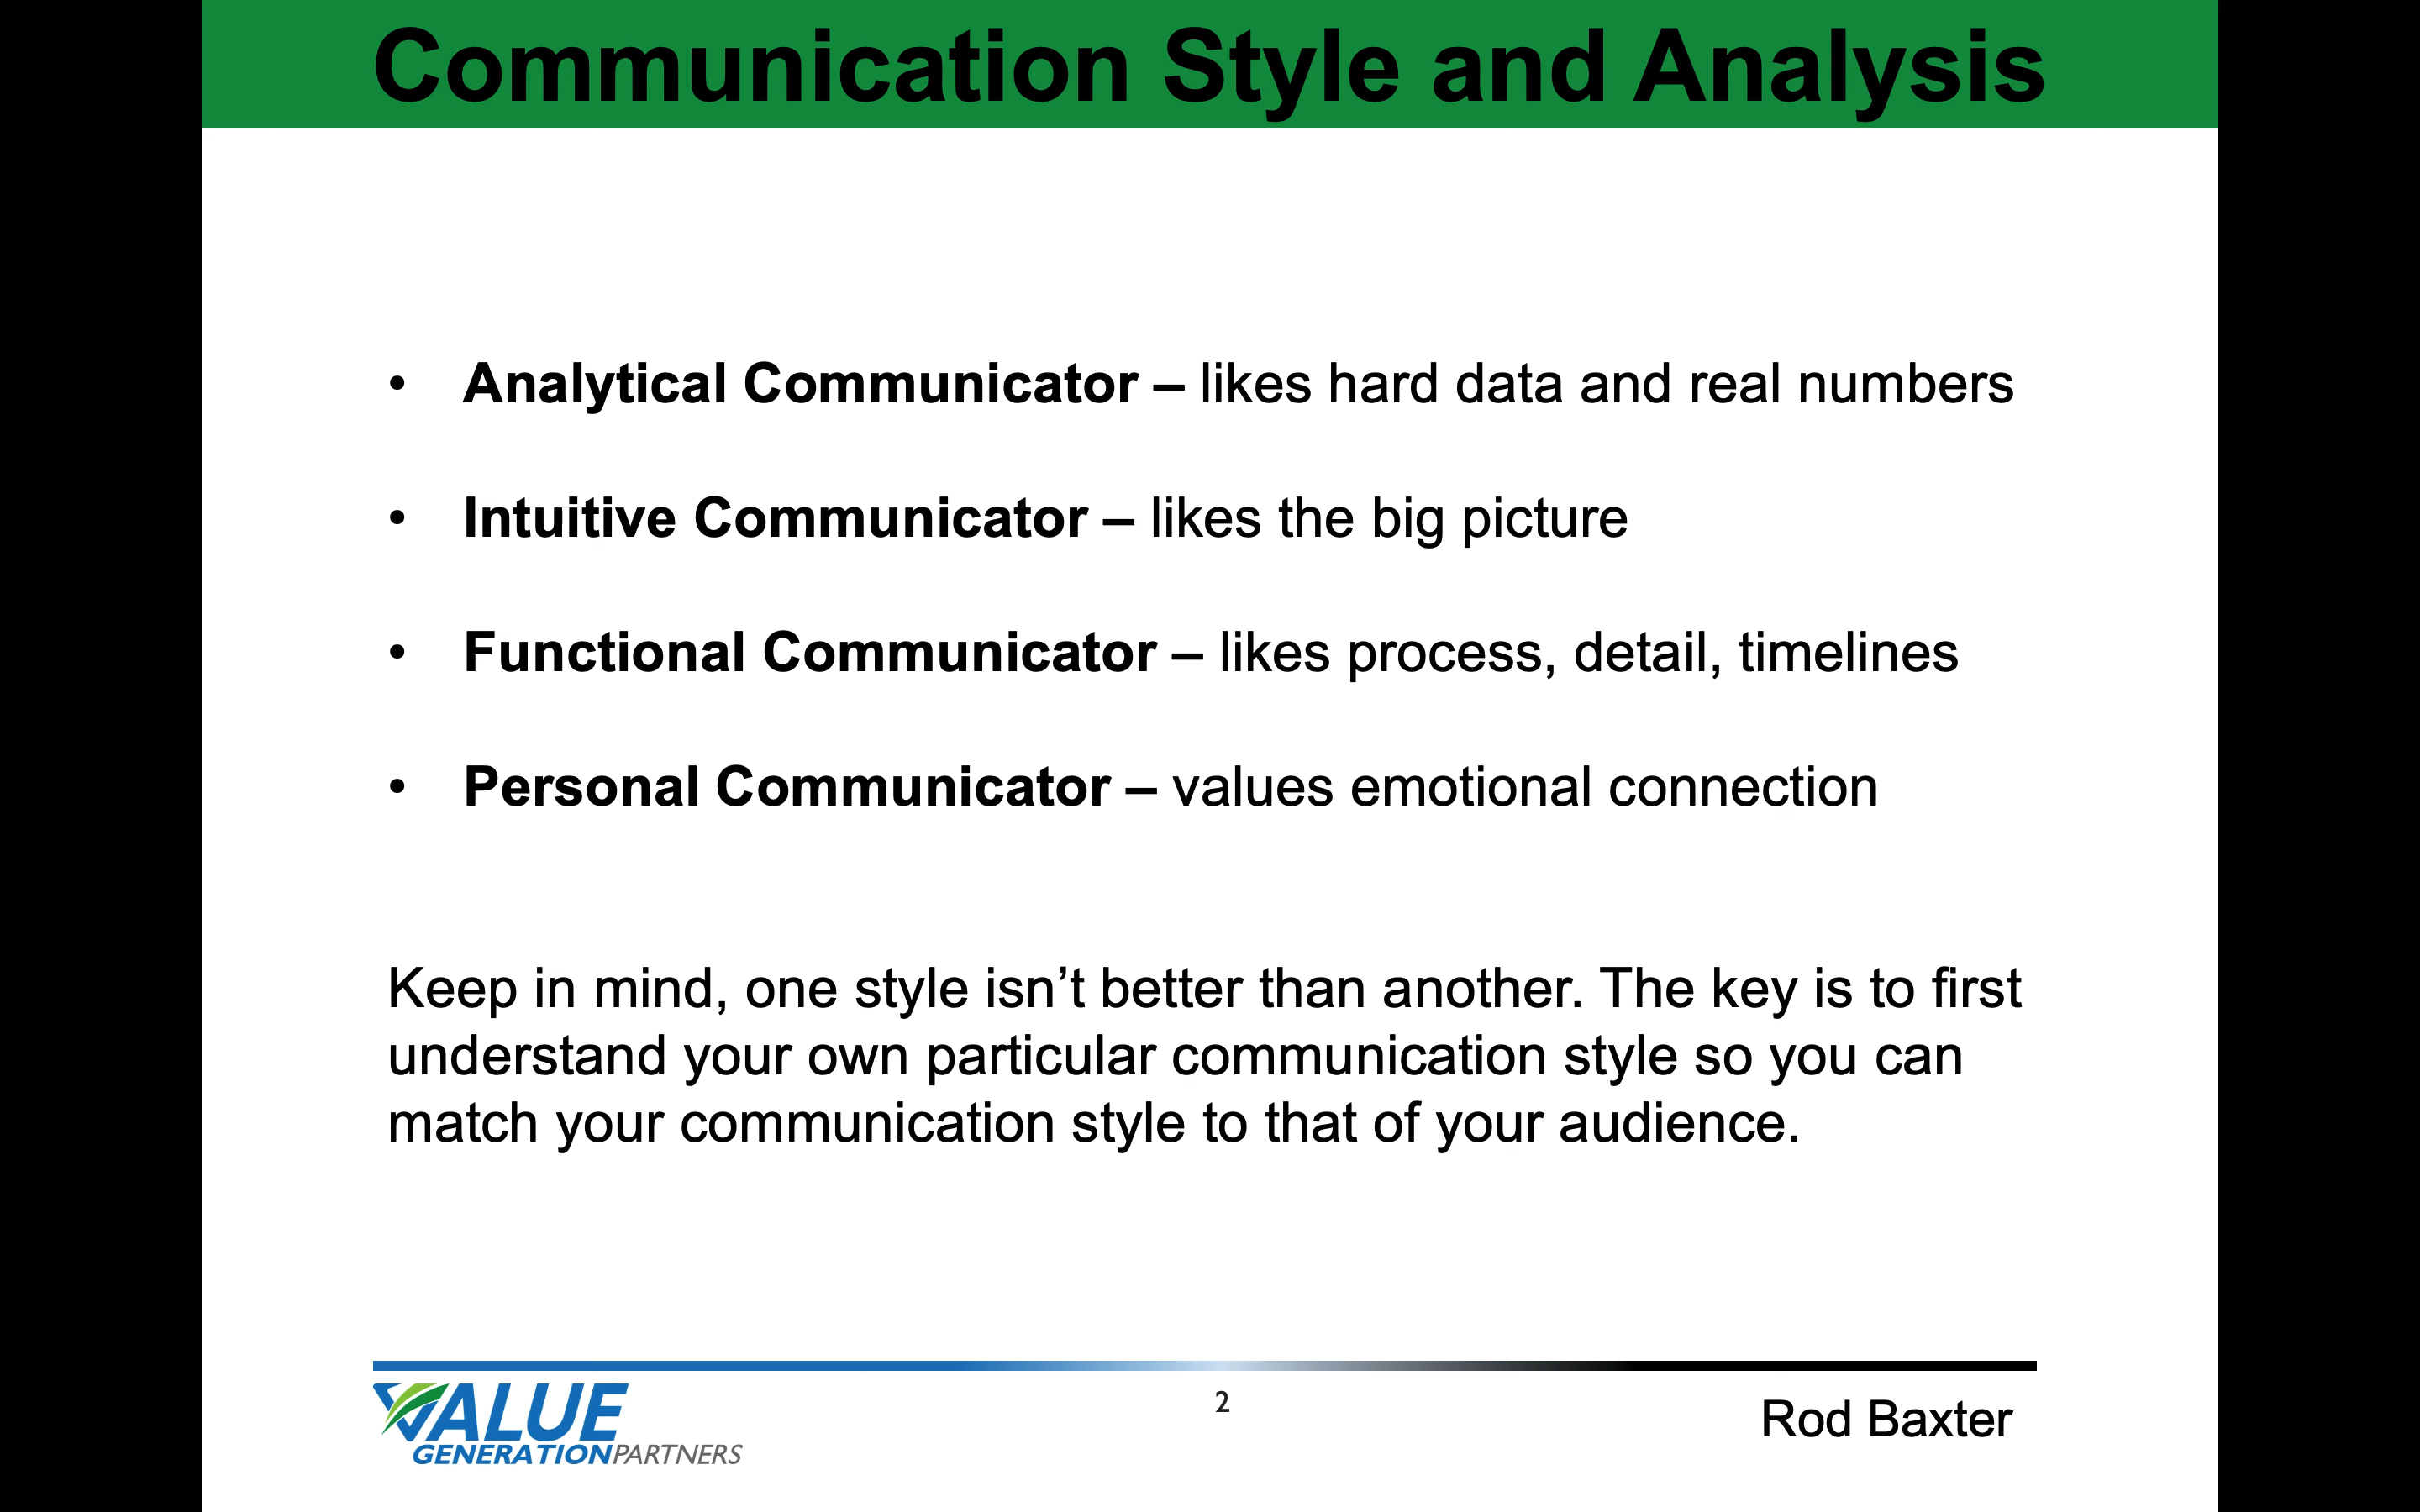 Communication Style and Analysis
• Analytical Communicator – likes hard data and real numbers
• Intuitive Communicator – likes the big picture
• Functional Communicator – likes process, detail, timelines
• Personal Communicator – values emotional connection
Keep in mind, one style isn’t better than another. The key is to first
understand your own particular communication style so you can
match your communication style to that of your audience.
VALUE
GENERATIONPARTNERS
2
Rod Baxter